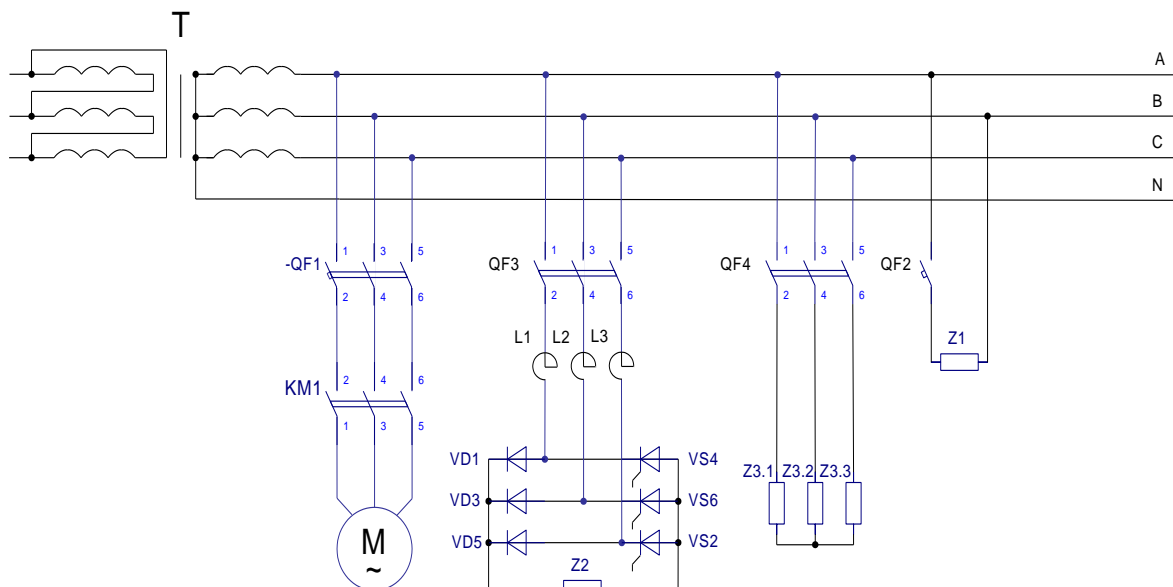 T
A
B
C
N
1 3 5
-QF1
2 4 6
1 3 5
QF3
2 4 6
1 3 5
QF4
2 4 6
QF2
L1 L2 L3
Z1
2 4 6
KM1
1 3 5
VD1 VS4
VD3 VS6
VD5 VS2
Z3.1 Z3.2 Z3.3
M
~
Z2